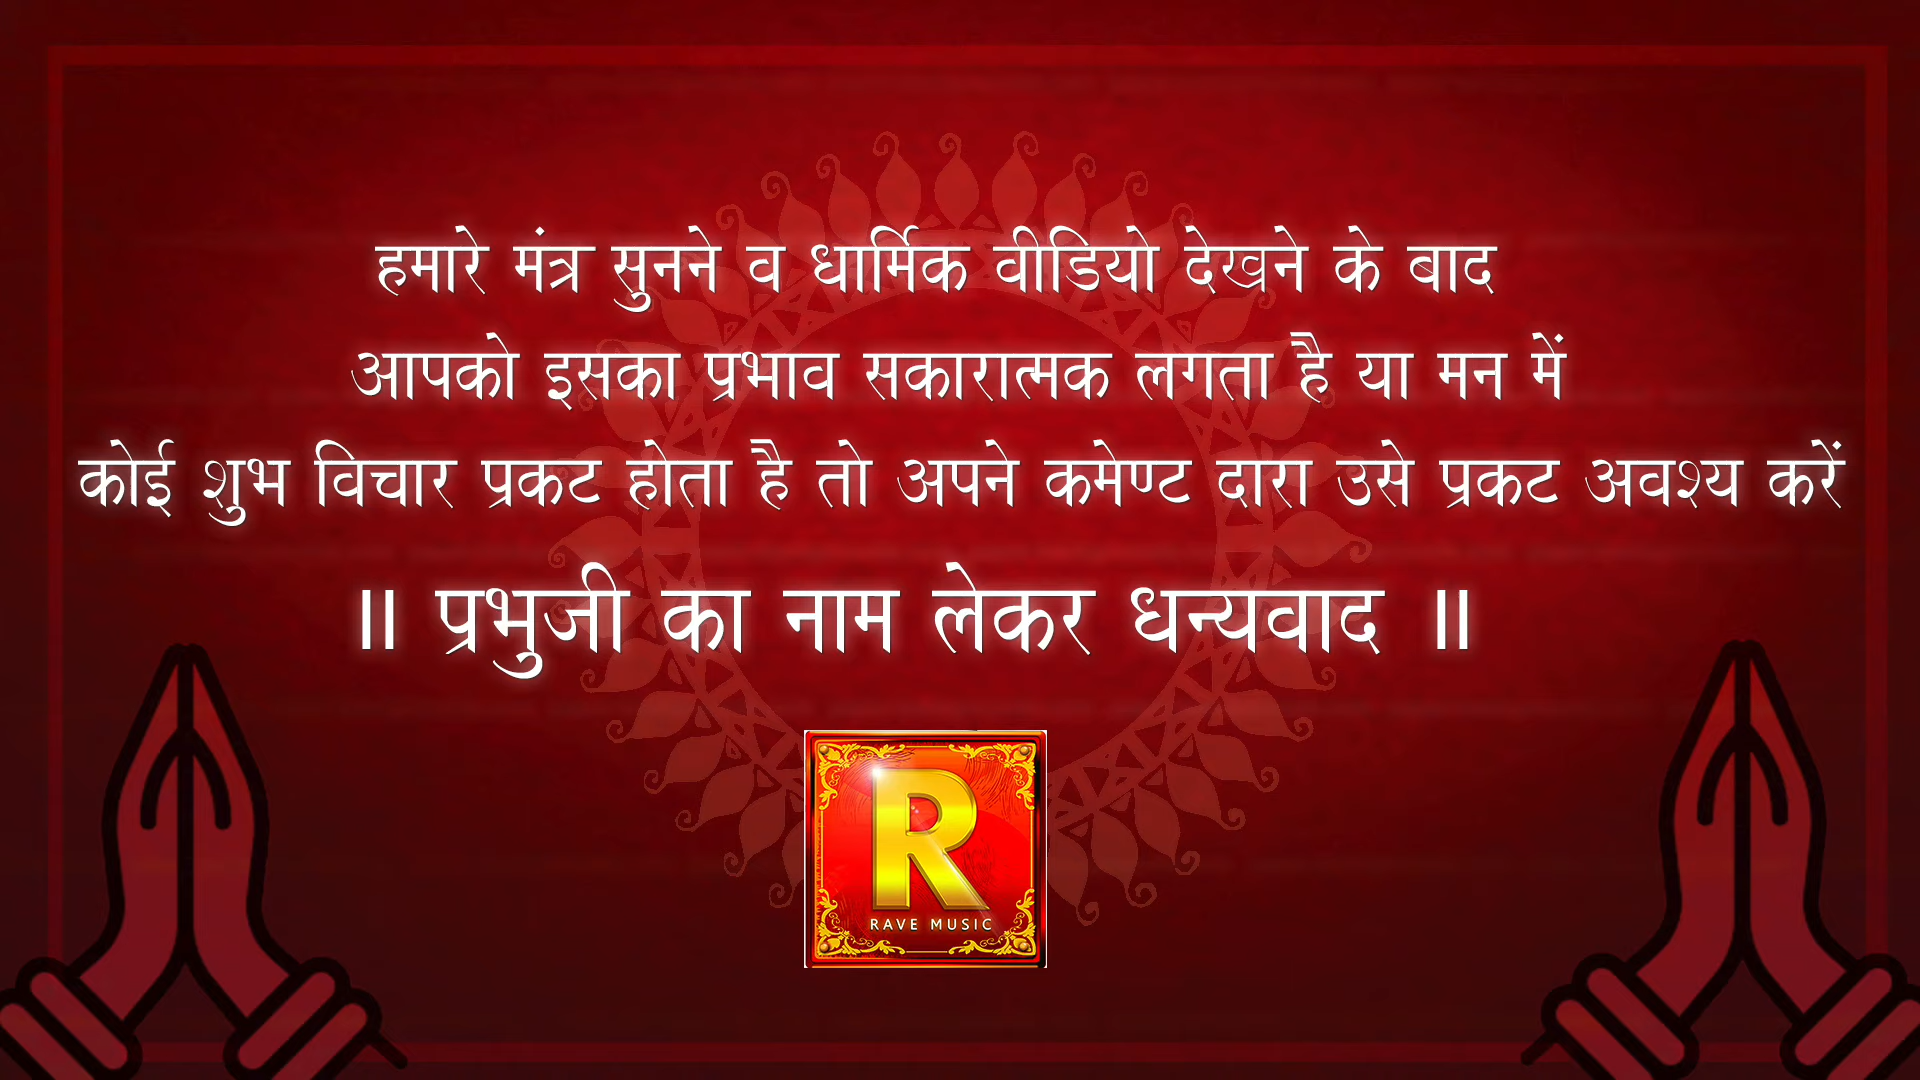 हमारे मंत्र सुनने व धार्मिक वीडियो देखने के बाद
आपको इसका प्रभाव सकारात्मक लगता है या मन में
कोई शुभ विचार प्रकट होता है तो अपने कमेण्ट दारा उसे प्रकट अवश्य करें
॥ प्रभुजी का नाम लेकर धन्यवाद ॥
R
RAVE MUSIC